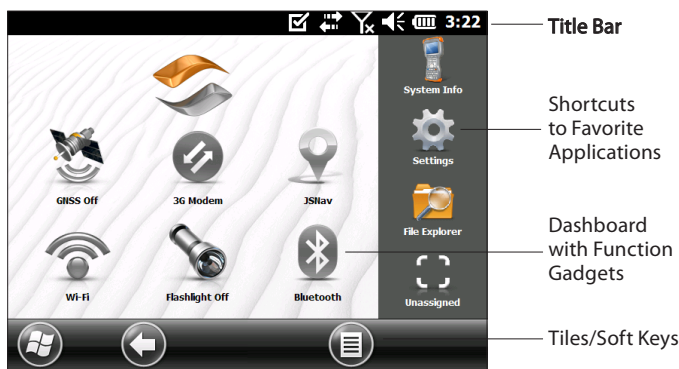 3:22
Title Bar
System Info
Shortcuts
to Favorite
Applications
Settings
GNSS Off
3G Modem
JSNav
File Explorer
Dashboard
with Function
Gadgets
Wi-Fi
Flashlight Off
Bluetooth
Unassigned
Tiles/Soft Keys